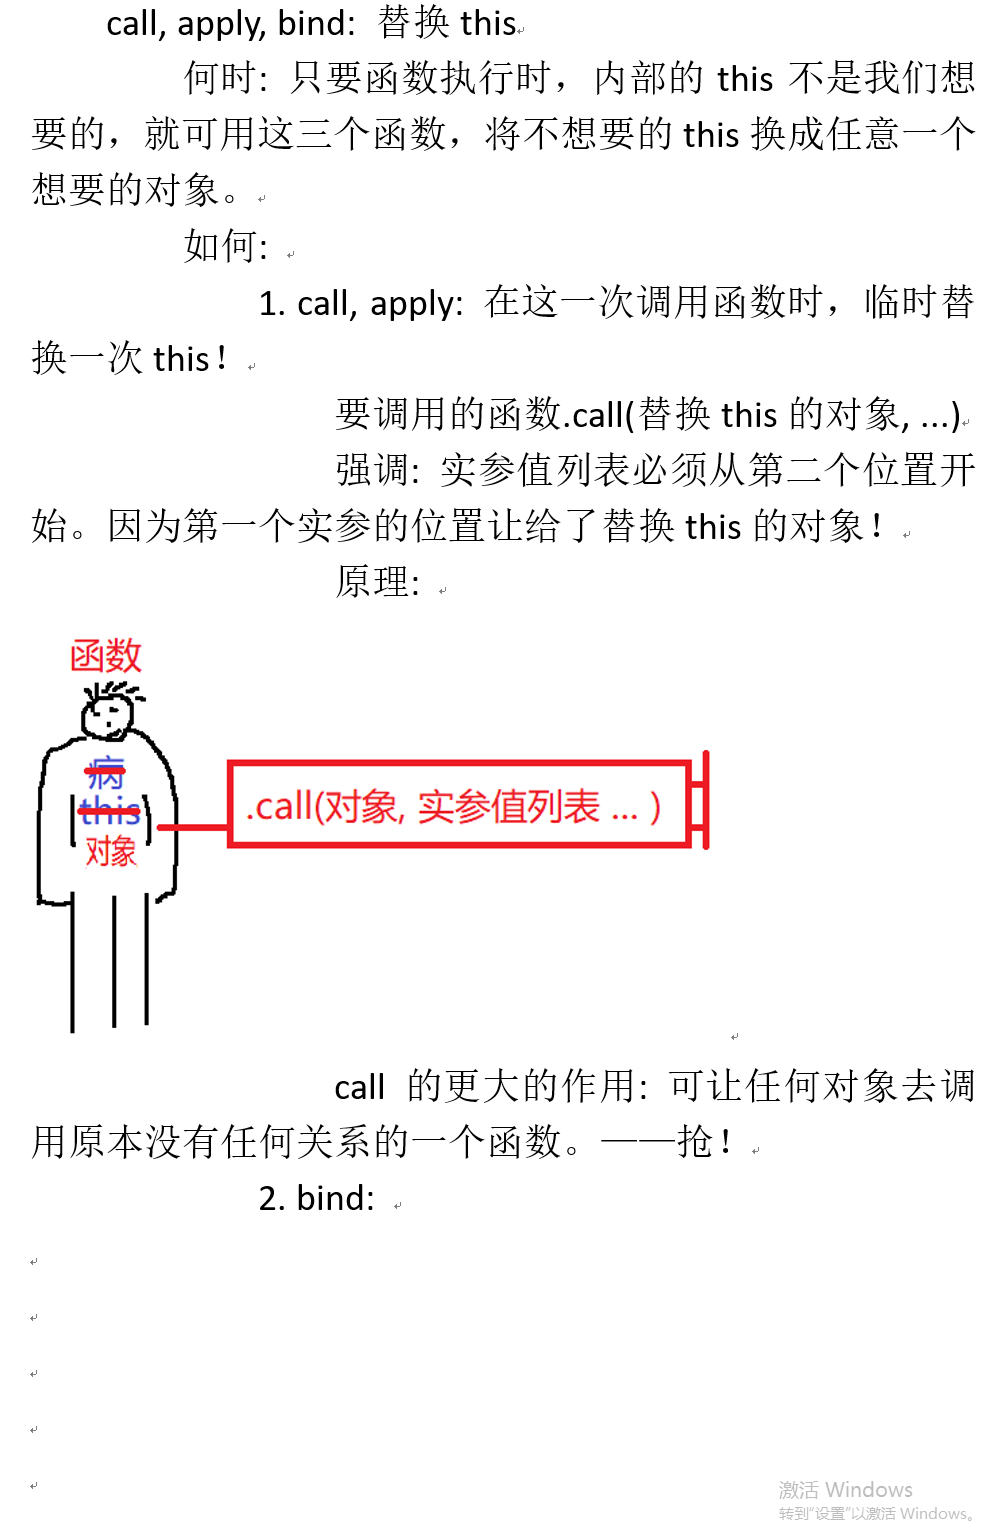 call, apply, bind: 替换 this
何时: 只要函数执行时，内部的 this 不是我们想
要的，就可用这三个函数，将不想要的 this 换成任意一个
想要的对象。
如何:
1. call, apply: 在这一次调用函数时，临时替
换一次 this！
要调用的函数.call(替换 this 的对象, ...)
强调: 实参值列表必须从第二个位置开
始。因为第一个实参的位置让给了替换 this 的对象！
原理:
函数
病
this
对象
.call(对象, 实参值列表 ... )
call 的更大的作用: 可让任何对象去调
用原本没有任何关系的一个函数。——抢！
2. bind:
激活 Windows
转到“设置”以激活 Windows。